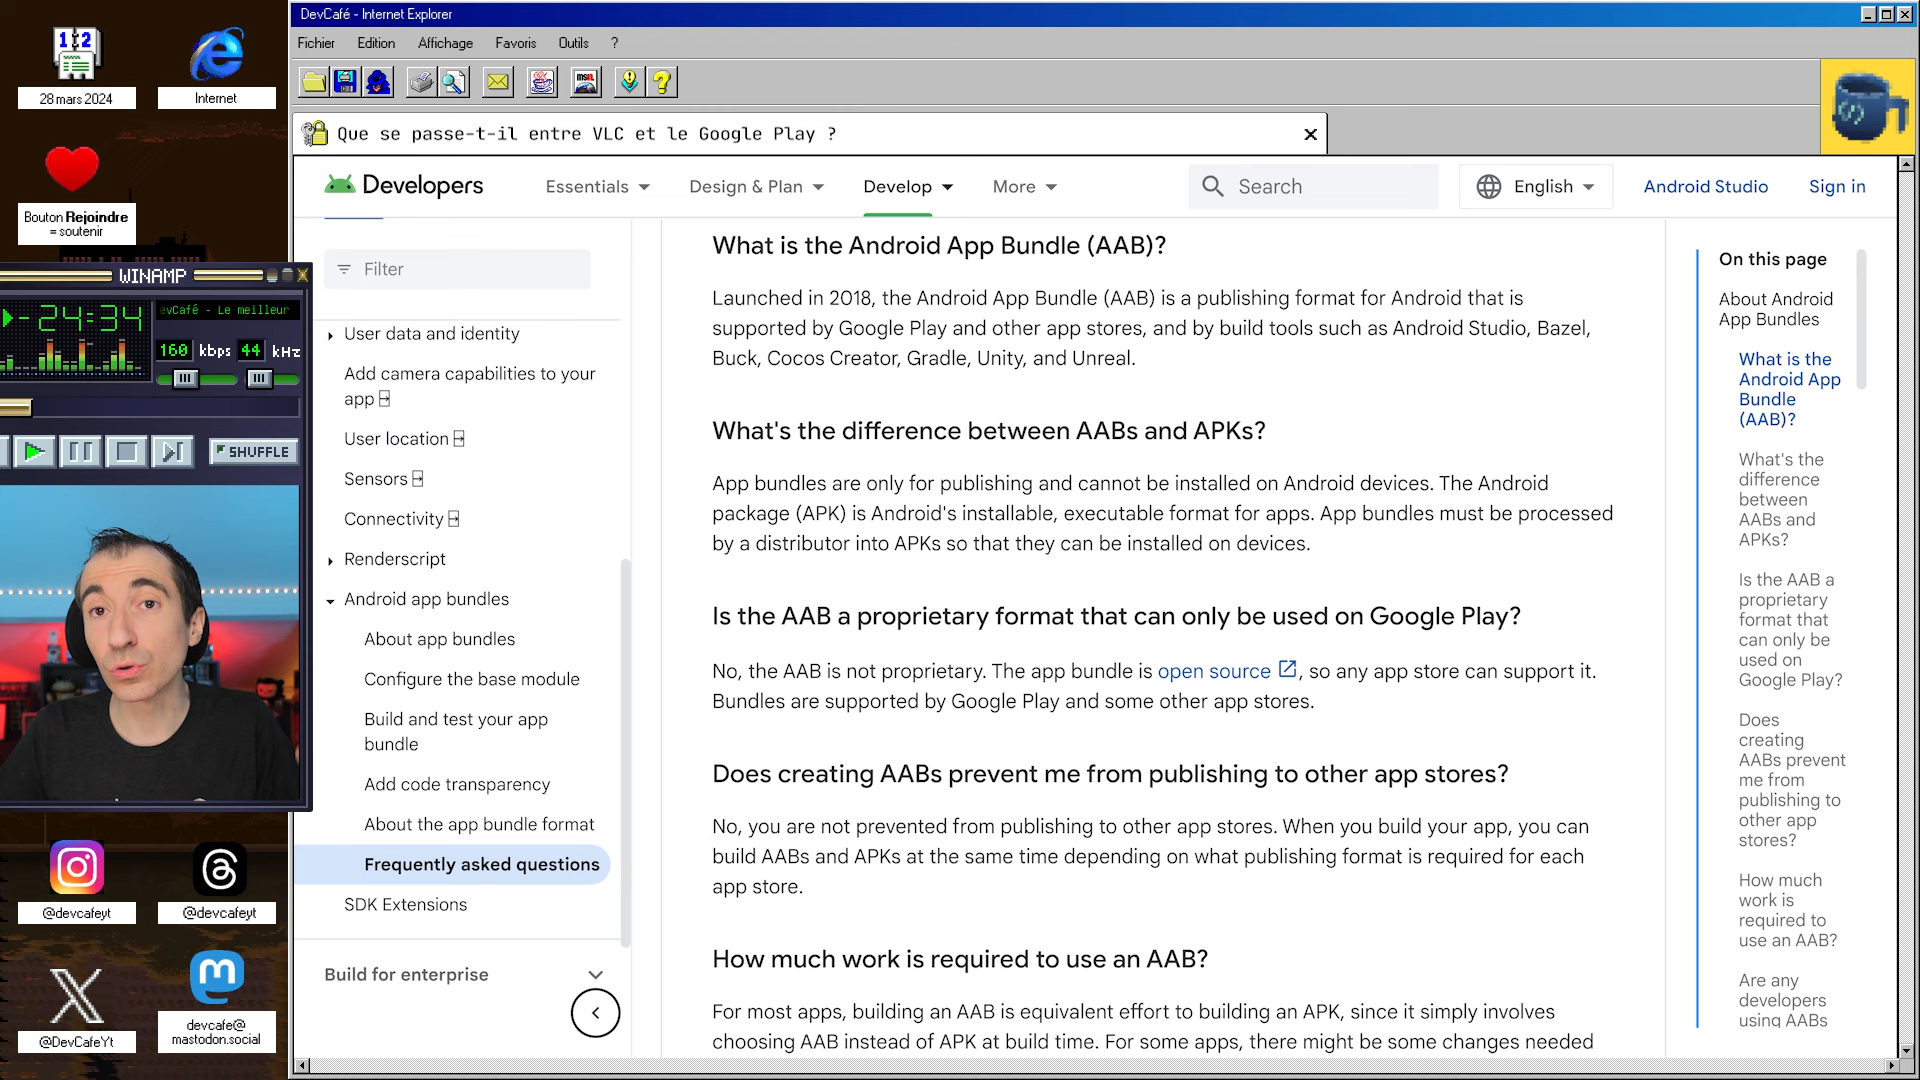 DevCafé - Internet Explorer
Fichier Edition Affichage Favoris Outils ?
msn.
Que se passe-t-il entre VLC et le Google Play ?
12
28 mars 2024
Internet
Bouton Rejoindre
= soutenir
WINAMP
-24:34
evCafé - Le meilleur
160 kbps 44 kHz
SHUFFLE
@devcafeyt
@devcafeyt
@DevCafeYt
devcafe@
mastodon.social
Developers
Essentials
Design & Plan
Develop
More
Search
English
Android Studio
Sign in
Filter
User data and identity
Add camera capabilities to your
app
User location
Sensors
Connectivity
Renderscript
Android app bundles
About app bundles
Configure the base module
Build and test your app
bundle
Add code transparency
About the app bundle format
Frequently asked questions
SDK Extensions
Build for enterprise
What is the Android App Bundle (AAB)?
Launched in 2018, the Android App Bundle (AAB) is a publishing format for Android that is
supported by Google Play and other app stores, and by build tools such as Android Studio, Bazel,
Buck, Cocos Creator, Gradle, Unity, and Unreal.
What's the difference between AABs and APKs?
App bundles are only for publishing and cannot be installed on Android devices. The Android
package (APK) is Android's installable, executable format for apps. App bundles must be processed
by a distributor into APKs so that they can be installed on devices.
Is the AAB a proprietary format that can only be used on Google Play?
No, the AAB is not proprietary. The app bundle is open source, so any app store can support it.
Bundles are supported by Google Play and some other app stores.
Does creating AABs prevent me from publishing to other app stores?
No, you are not prevented from publishing to other app stores. When you build your app, you can
build AABs and APKs at the same time depending on what publishing format is required for each
app store.
How much work is required to use an AAB?
For most apps, building an AAB is equivalent effort to building an APK, since it simply involves
choosing AAB instead of APK at build time. For some apps, there might be some changes needed
On this page
About Android
App Bundles
What is the
Android App
Bundle
(AAB)?
What's the
difference
between
AABs and
APKs?
Is the AAB a
proprietary
format that
can only be
used on
Google Play?
Does
creating
AABs prevent
me from
publishing to
other app
stores?
How much
work is
required to
use an AAB?
Are any
developers
using AABs